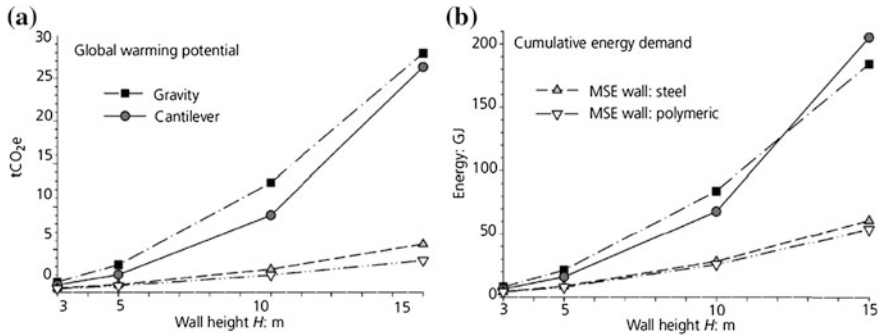 (a)
30
25
20
15
10
5
0
3
5
10
15
tCO2e
Wall height H: m
Global warming potential
Gravity
Cantilever
(b)
200
150
100
50
0
3
5
10
15
Energy: GJ
Wall height H: m
Cumulative energy demand
MSE wall: steel
MSE wall: polymeric